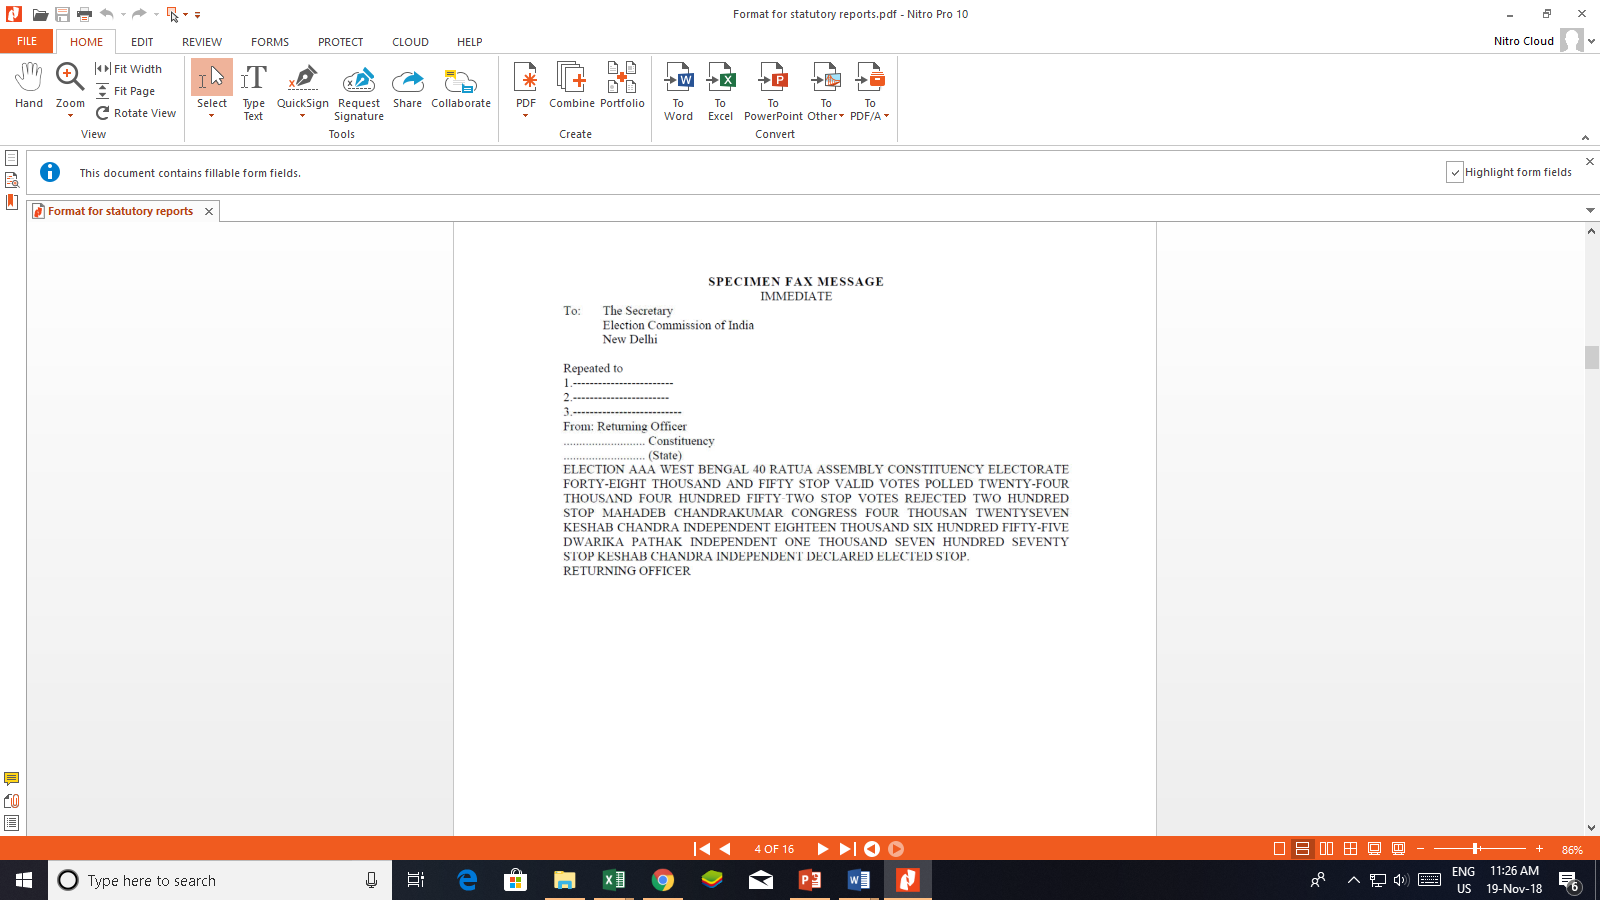 Format for statutory reports.pdf - Nitro Pro 10
FILE HOME EDIT REVIEW FORMS PROTECT CLOUD HELP
Nitro Cloud
Hand
Zoom
Fit Width
Fit Page
Rotate View
View
Select
Type Text
QuickSign
Request Signature
Share
Collaborate
Tools
PDF
Combine
Portfolio
Create
To Word
To Excel
To PowerPoint
To Other
To PDF/A
Convert
This document contains fillable form fields.
Highlight form fields
Format for statutory reports
SPECIMEN FAX MESSAGE
IMMEDIATE
To: The Secretary
Election Commission of India
New Delhi
Repeated to
1.------------------------
2.-----------------------
3.--------------------------
From: Returning Officer
.......................... Constituency
.......................... (State)
ELECTION AAA WEST BENGAL 40 RATUA ASSEMBLY CONSTITUENCY ELECTORATE
FORTY-EIGHT THOUSAND AND FIFTY STOP VALID VOTES POLLED TWENTY-FOUR
THOUSAND FOUR HUNDRED FIFTY-TWO STOP VOTES REJECTED TWO HUNDRED
STOP MAHADEB CHANDRAKUMAR CONGRESS FOUR THOUSAN TWENTYSEVEN
KESHAB CHANDRA INDEPENDENT EIGHTEEN THOUSAND SIX HUNDRED FIFTY-FIVE
DWARIKA PATHAK INDEPENDENT ONE THOUSAND SEVEN HUNDRED SEVENTY
STOP KESHAB CHANDRA INDEPENDENT DECLARED ELECTED STOP.
RETURNING OFFICER
4 OF 16
86%
Type here to search
ENG
US
11:26 AM
19-Nov-18
6